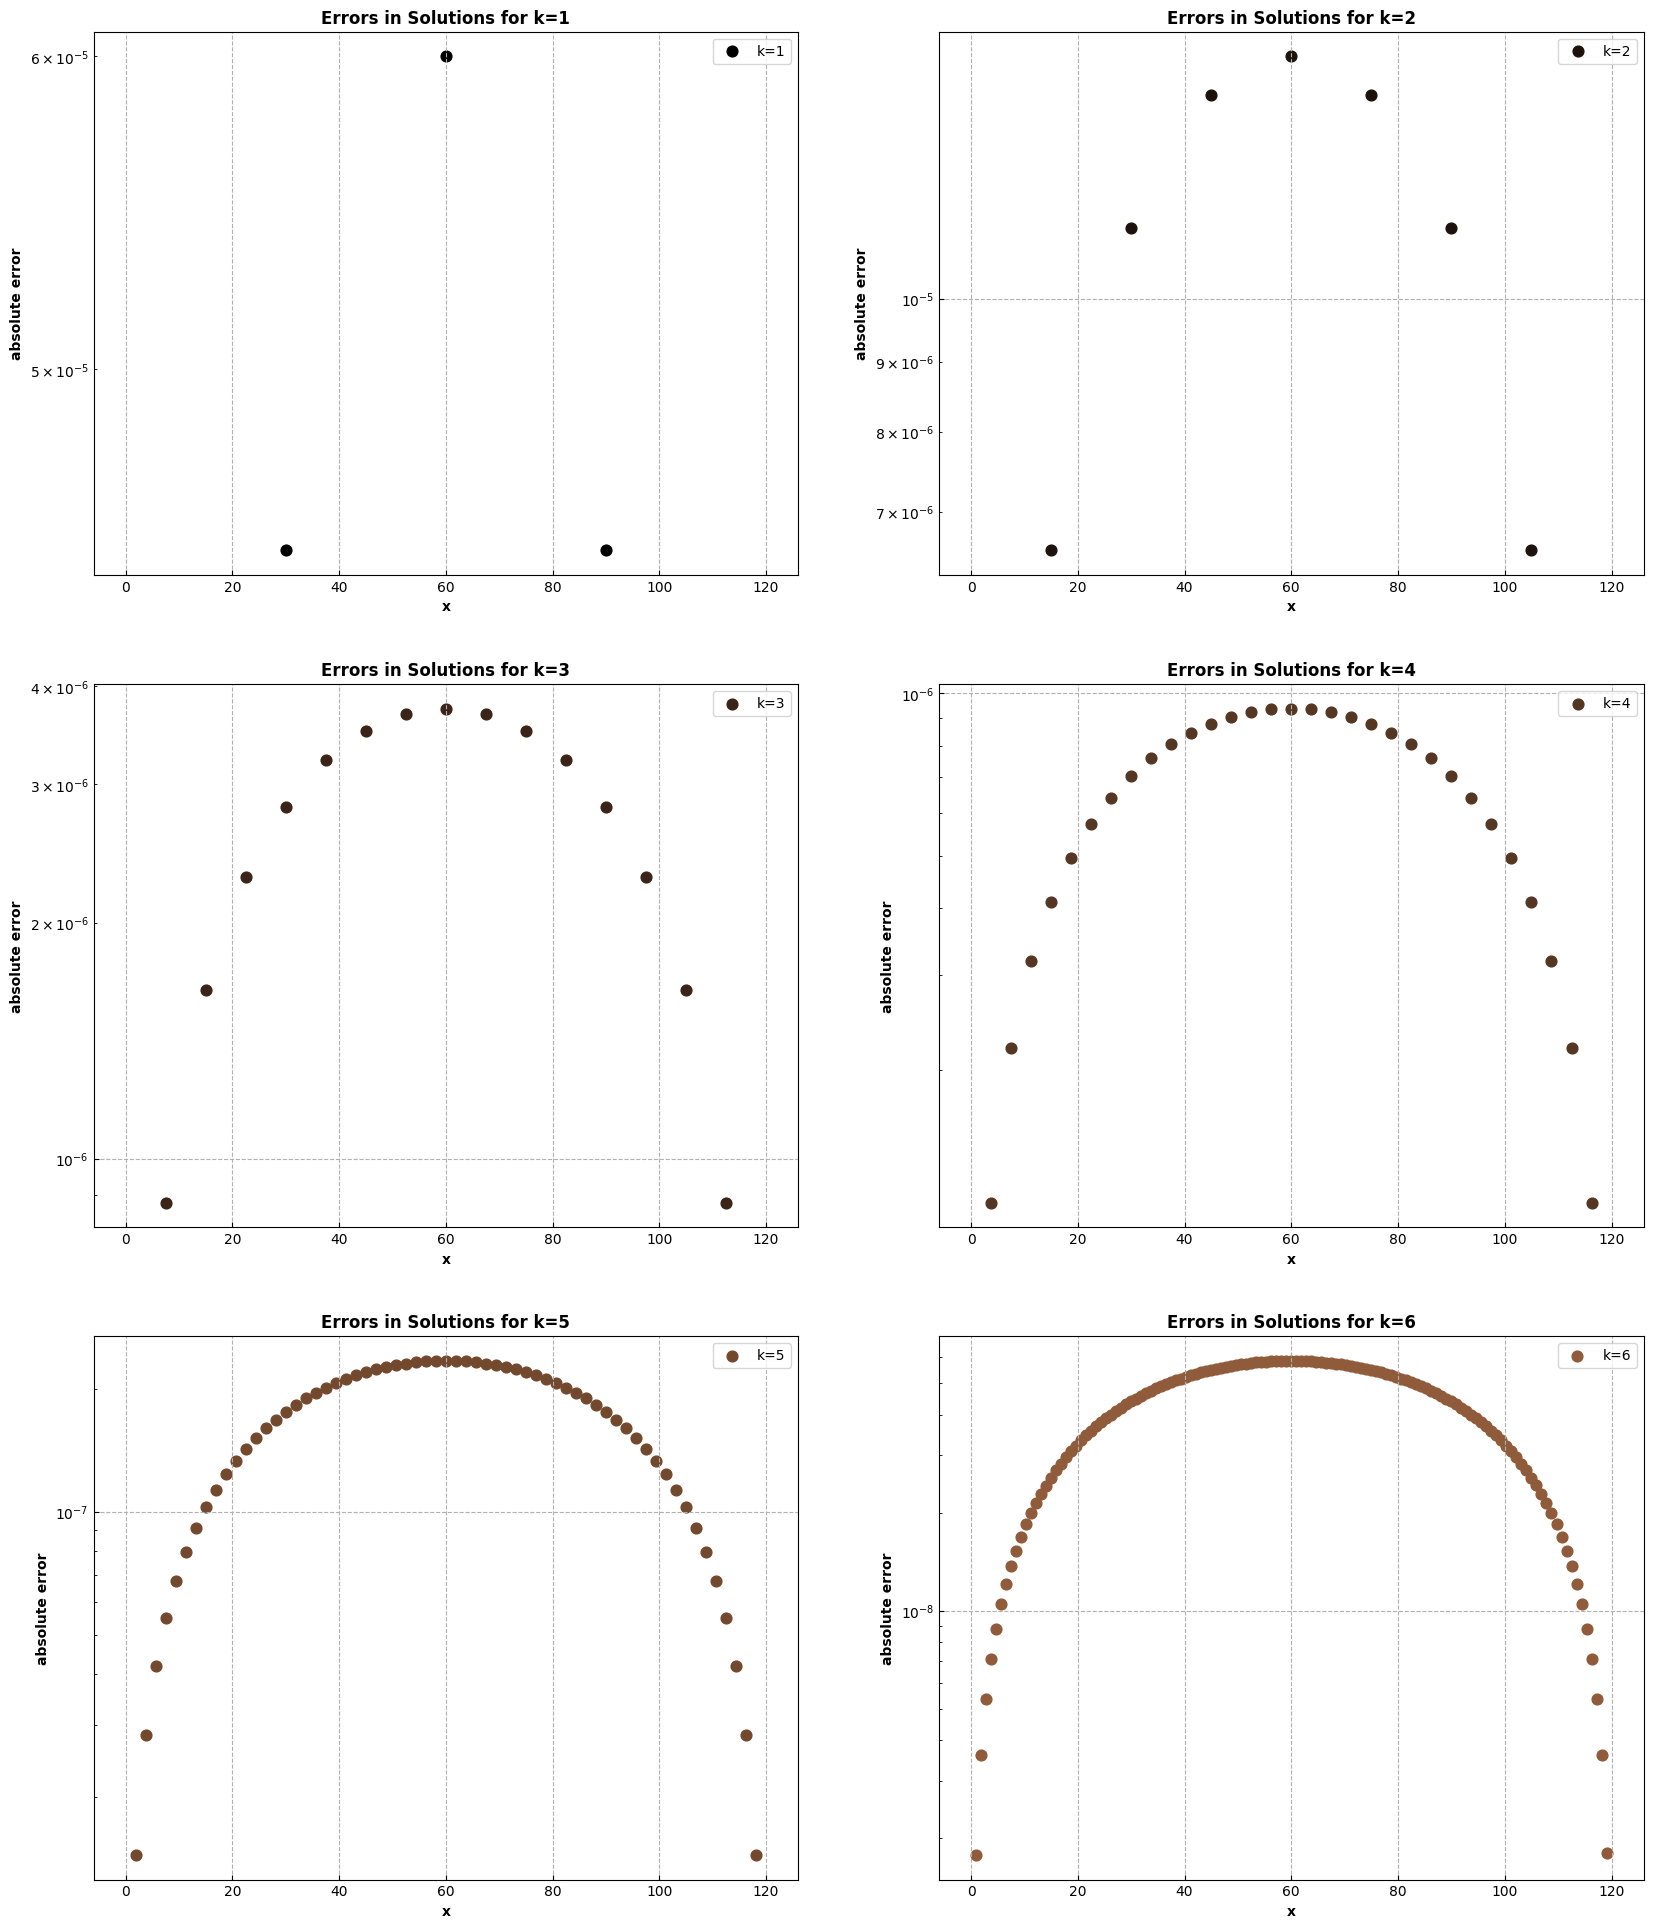 Errors in Solutions for k=1
k=1
6 × 10⁻⁵
5 × 10⁻⁵
absolute error
0 20 40 60 80 100 120
x
Errors in Solutions for k=2
k=2
10⁻⁵
9 × 10⁻⁶
8 × 10⁻⁶
7 × 10⁻⁶
absolute error
0 20 40 60 80 100 120
x
Errors in Solutions for k=3
k=3
4 × 10⁻⁶
3 × 10⁻⁶
2 × 10⁻⁶
10⁻⁶
absolute error
0 20 40 60 80 100 120
x
Errors in Solutions for k=4
k=4
10⁻⁶
absolute error
0 20 40 60 80 100 120
x
Errors in Solutions for k=5
k=5
10⁻⁷
absolute error
0 20 40 60 80 100 120
x
Errors in Solutions for k=6
k=6
10⁻⁸
absolute error
0 20 40 60 80 100 120
x